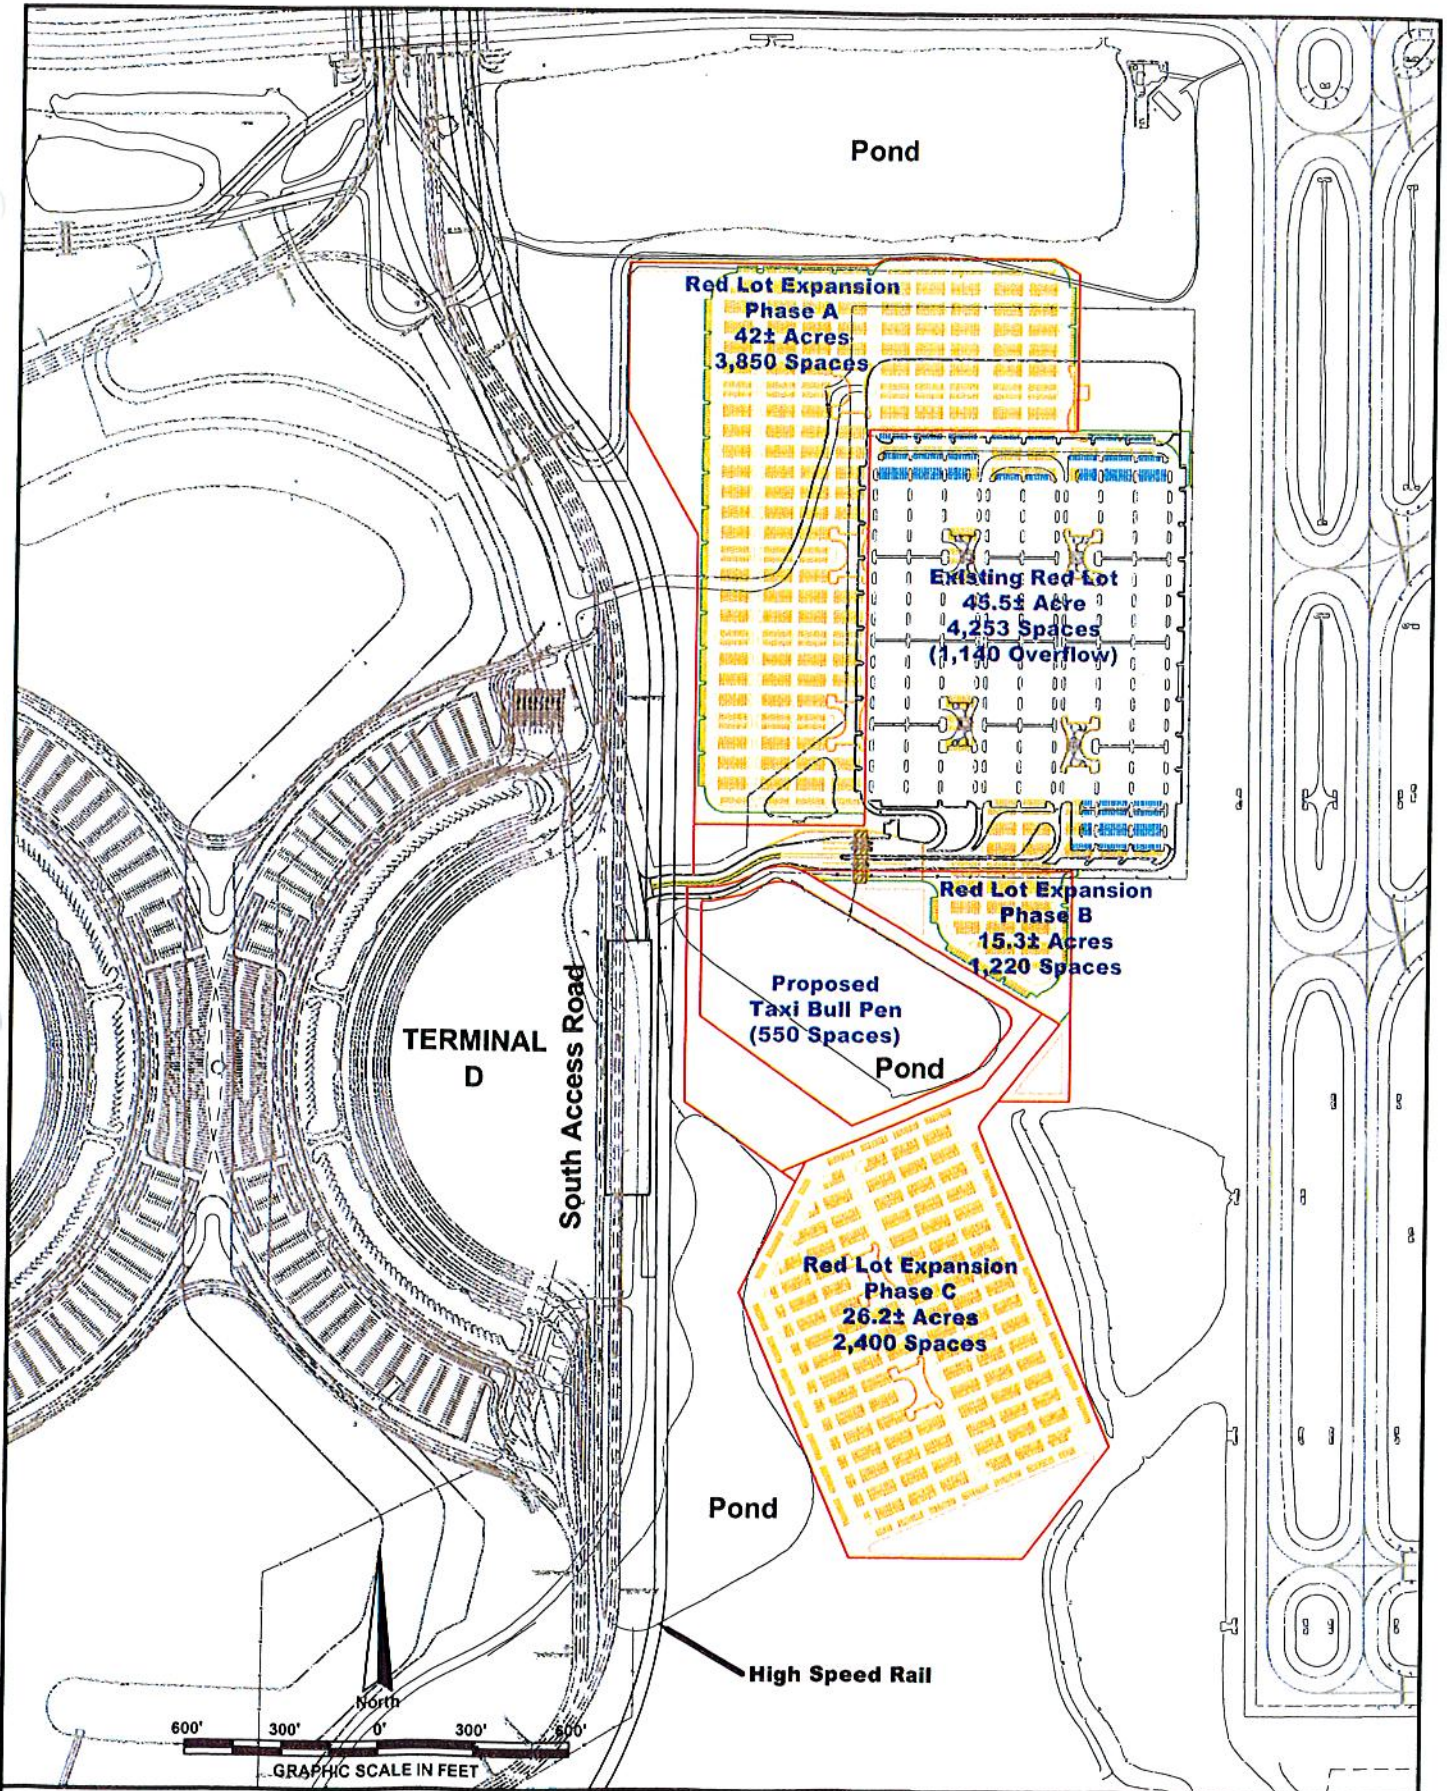 Pond
Red Lot Expansion
Phase A
42± Acres
3,850 Spaces
Existing Red Lot
45.5± Acre
4,253 Spaces
(1,140 Overflow)
Red Lot Expansion
Phase B
15.3± Acres
1,220 Spaces
Proposed
Taxi Bull Pen
(550 Spaces)
Pond
TERMINAL
D
South Access Road
Red Lot Expansion
Phase C
26.2± Acres
2,400 Spaces
Pond
High Speed Rail
North
600' 300' 0' 300' 600'
GRAPHIC SCALE IN FEET